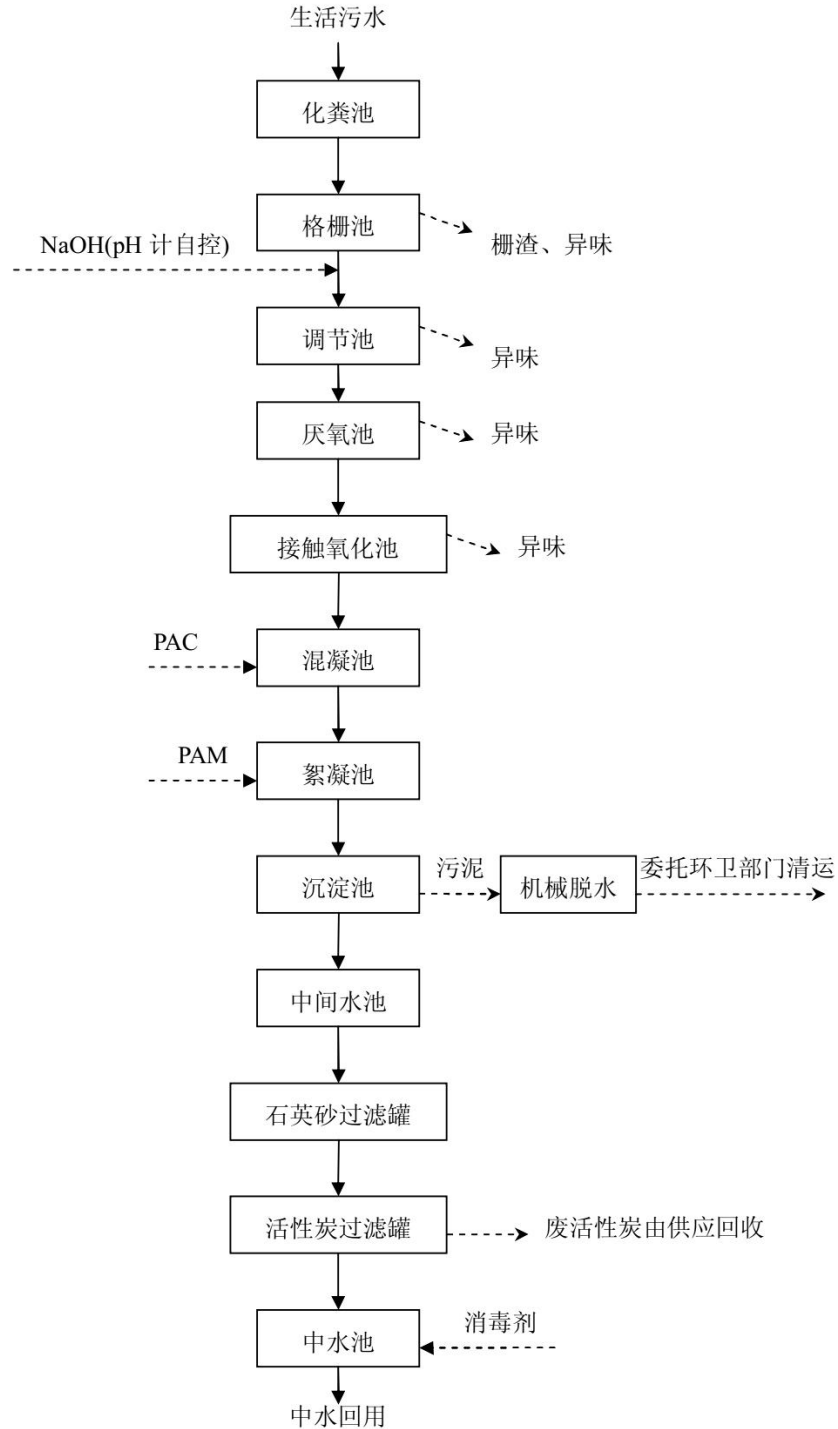 生活污水
化粪池
格栅池
栅渣、异味
NaOH(pH 计自控)
调节池
异味
厌氧池
异味
接触氧化池
异味
PAC
混凝池
PAM
絮凝池
沉淀池
污泥
机械脱水
委托环卫部门清运
中间水池
石英砂过滤罐
活性炭过滤罐
废活性炭由供应回收
中水池
消毒剂
中水回用